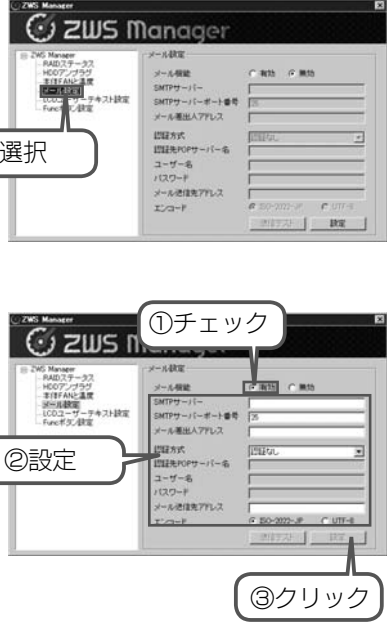 ZWS Manager
ZWS Manager
ZWS Manager
RAIDステータス
HDDアンプラグ
本体FANと温度
メール設定
LCDユーザーテキスト設定
Funcボタン設定
選択
メール設定
メール機能 有効 無効
SMTPサーバー
SMTPサーバーポート番号 25
メール差出人アドレス
認証方式 認証なし
認証先POPサーバー名
ユーザー名
パスワード
メール送信先アドレス
エンコード ISO-2022-JP UTF-8
送信テスト 設定
①チェック
ZWS Manager
ZWS Manager
ZWS Manager
RAIDステータス
HDDアンプラグ
本体FANと温度
メール設定
LCDユーザーテキスト設定
Funcボタン設定
②設定
メール設定
メール機能 有効 無効
SMTPサーバー
SMTPサーバーポート番号 25
メール差出人アドレス
認証方式 認証なし
認証先POPサーバー名
ユーザー名
パスワード
メール送信先アドレス
エンコード ISO-2022-JP UTF-8
送信テスト 設定
③クリック